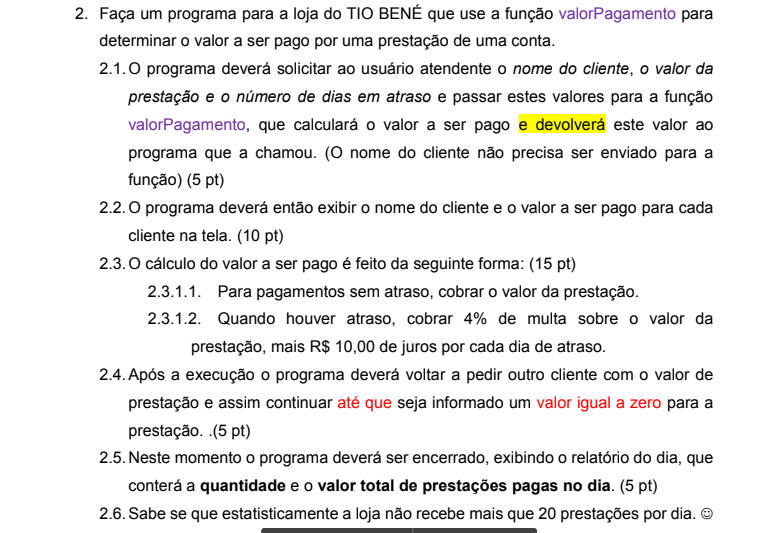 2. Faça um programa para a loja do TIO BENÉ que use a função valorPagamento para
determinar o valor a ser pago por uma prestação de uma conta.
2.1. O programa deverá solicitar ao usuário atendente o nome do cliente, o valor da
prestação e o número de dias em atraso e passar estes valores para a função
valorPagamento, que calculará o valor a ser pago e devolverá este valor ao
programa que a chamou. (O nome do cliente não precisa ser enviado para a
função) (5 pt)
2.2. O programa deverá então exibir o nome do cliente e o valor a ser pago para cada
cliente na tela. (10 pt)
2.3. O cálculo do valor a ser pago é feito da seguinte forma: (15 pt)
2.3.1.1. Para pagamentos sem atraso, cobrar o valor da prestação.
2.3.1.2. Quando houver atraso, cobrar 4% de multa sobre o valor da
prestação, mais R$ 10,00 de juros por cada dia de atraso.
2.4. Após a execução o programa deverá voltar a pedir outro cliente com o valor de
prestação e assim continuar até que seja informado um valor igual a zero para a
prestação. .(5 pt)
2.5. Neste momento o programa deverá ser encerrado, exibindo o relatório do dia, que
conterá a quantidade e o valor total de prestações pagas no dia. (5 pt)
2.6. Sabe se que estatisticamente a loja não recebe mais que 20 prestações por dia. ☺